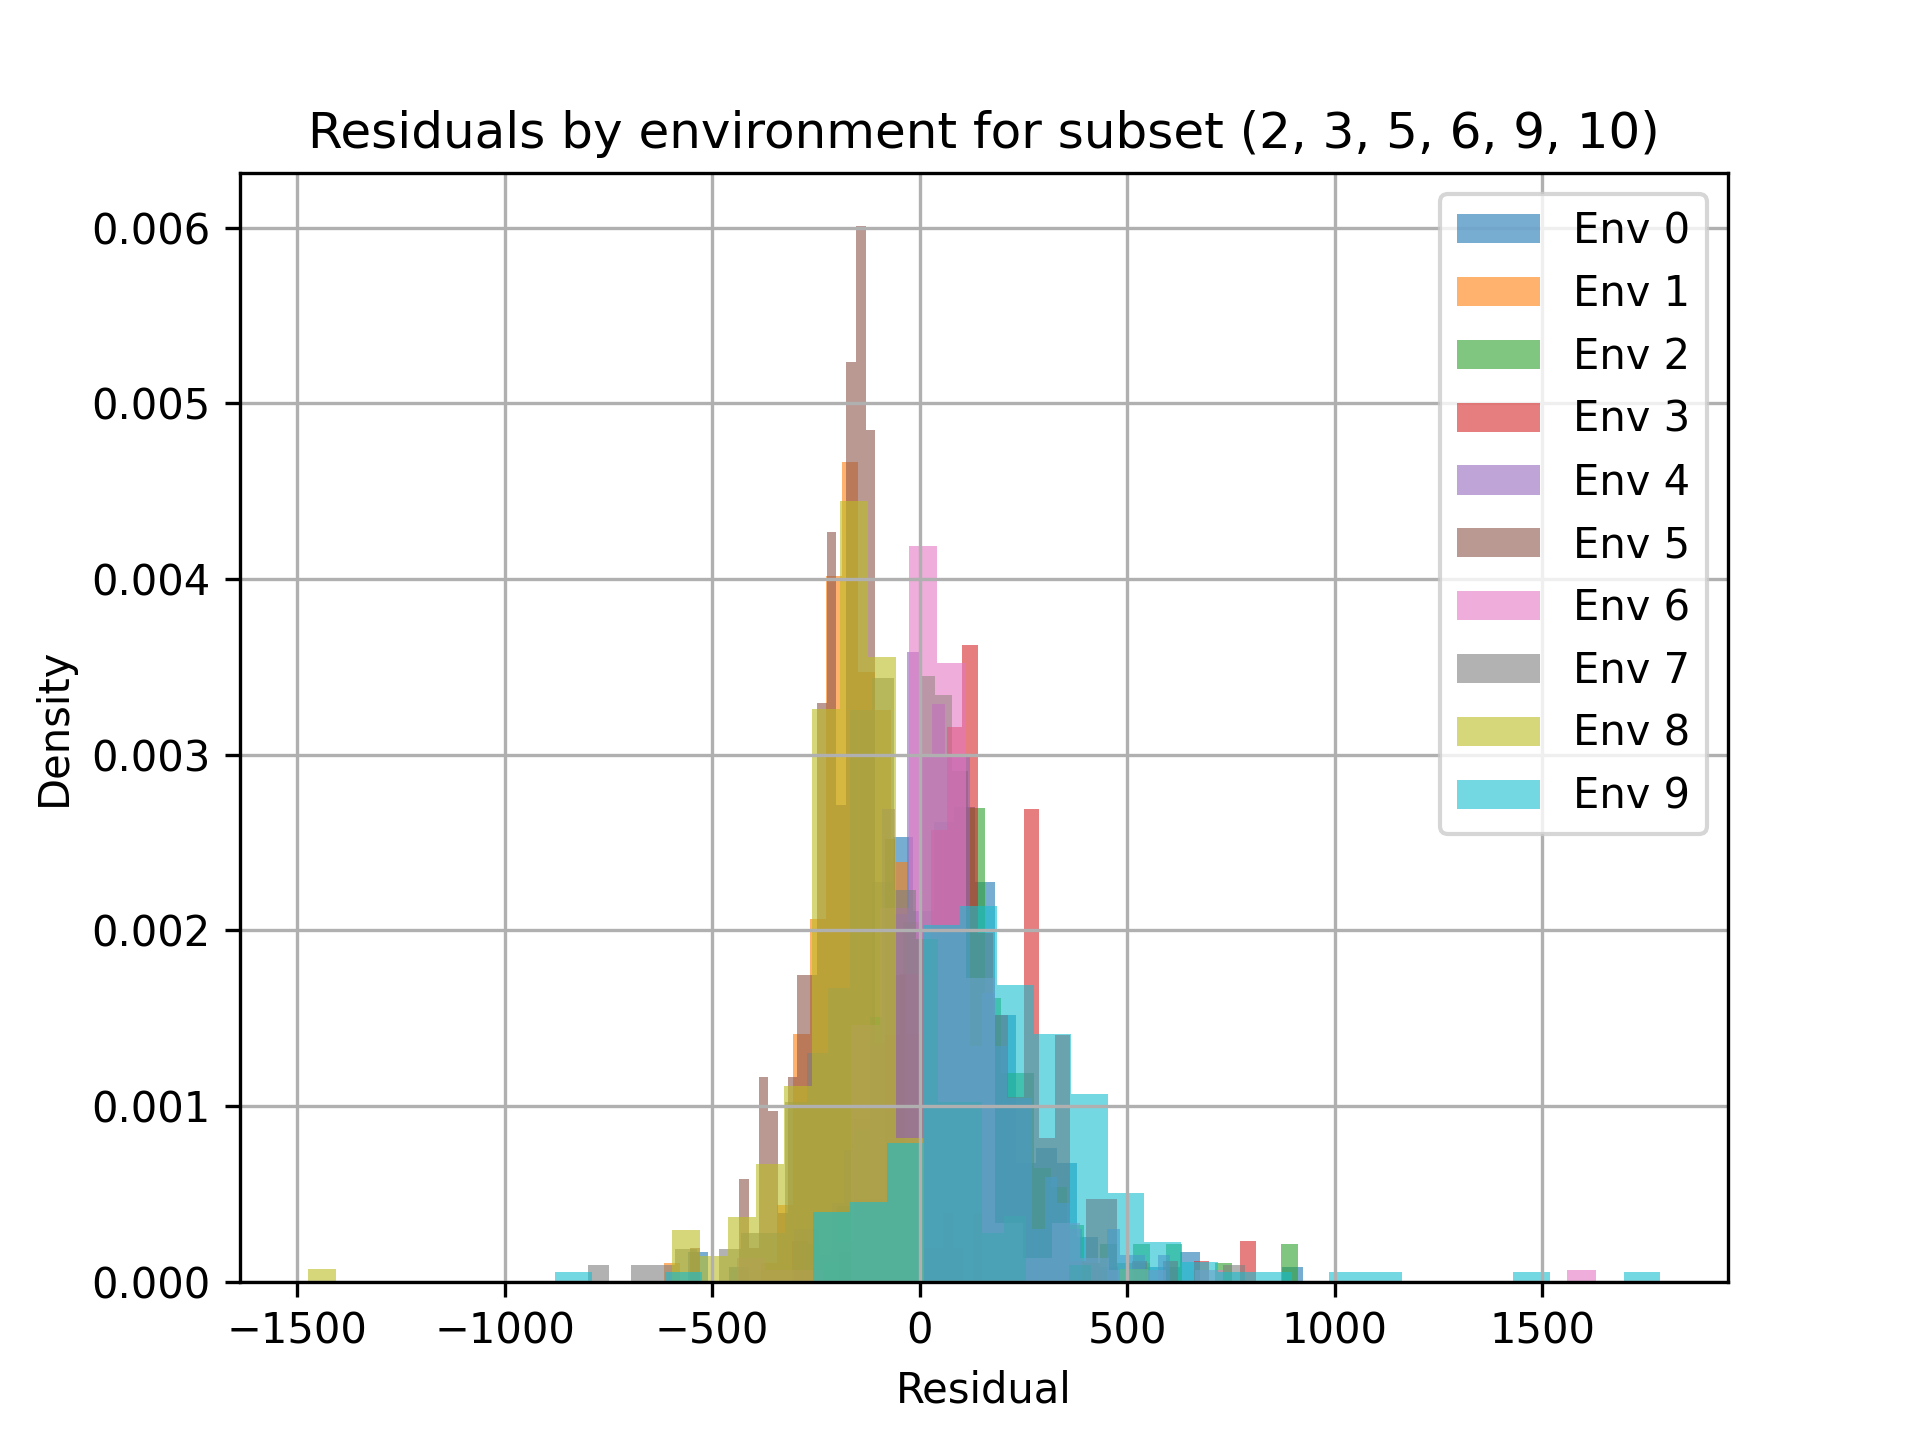 Residuals by environment for subset (2, 3, 5, 6, 9, 10)
0.006
0.005
0.004
0.003
0.002
0.001
0.000
Density
−1500
−1000
−500
0
500
1000
1500
Residual
Env 0
Env 1
Env 2
Env 3
Env 4
Env 5
Env 6
Env 7
Env 8
Env 9